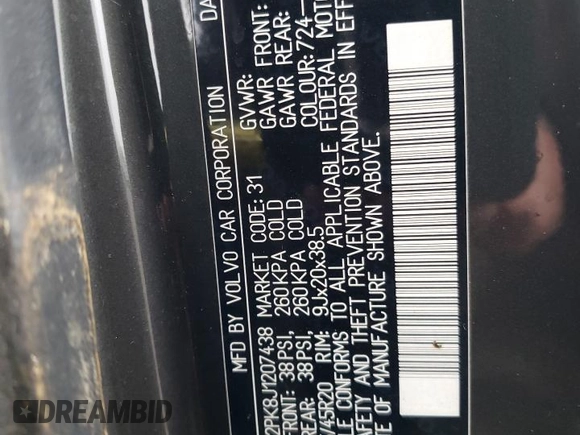 MFD BY VOLVO CAR CORPORATION DA
2PK8J1207438 MARKET CODE: 31 GVWR:
FRONT: 38PSI, 260KPA COLD GAWR FRONT:
REAR: 38PSI, 260KPA COLD GAWR REAR:
/45R20 RIM: 9Jx20x38.5 COLOUR: 724-
LE CONFORMS TO ALL APPLICABLE FEDERAL MOT
AFETY AND THEFT PREVENTION STANDARDS IN EFF
TE OF MANUFACTURE SHOWN ABOVE.
DREAMBID